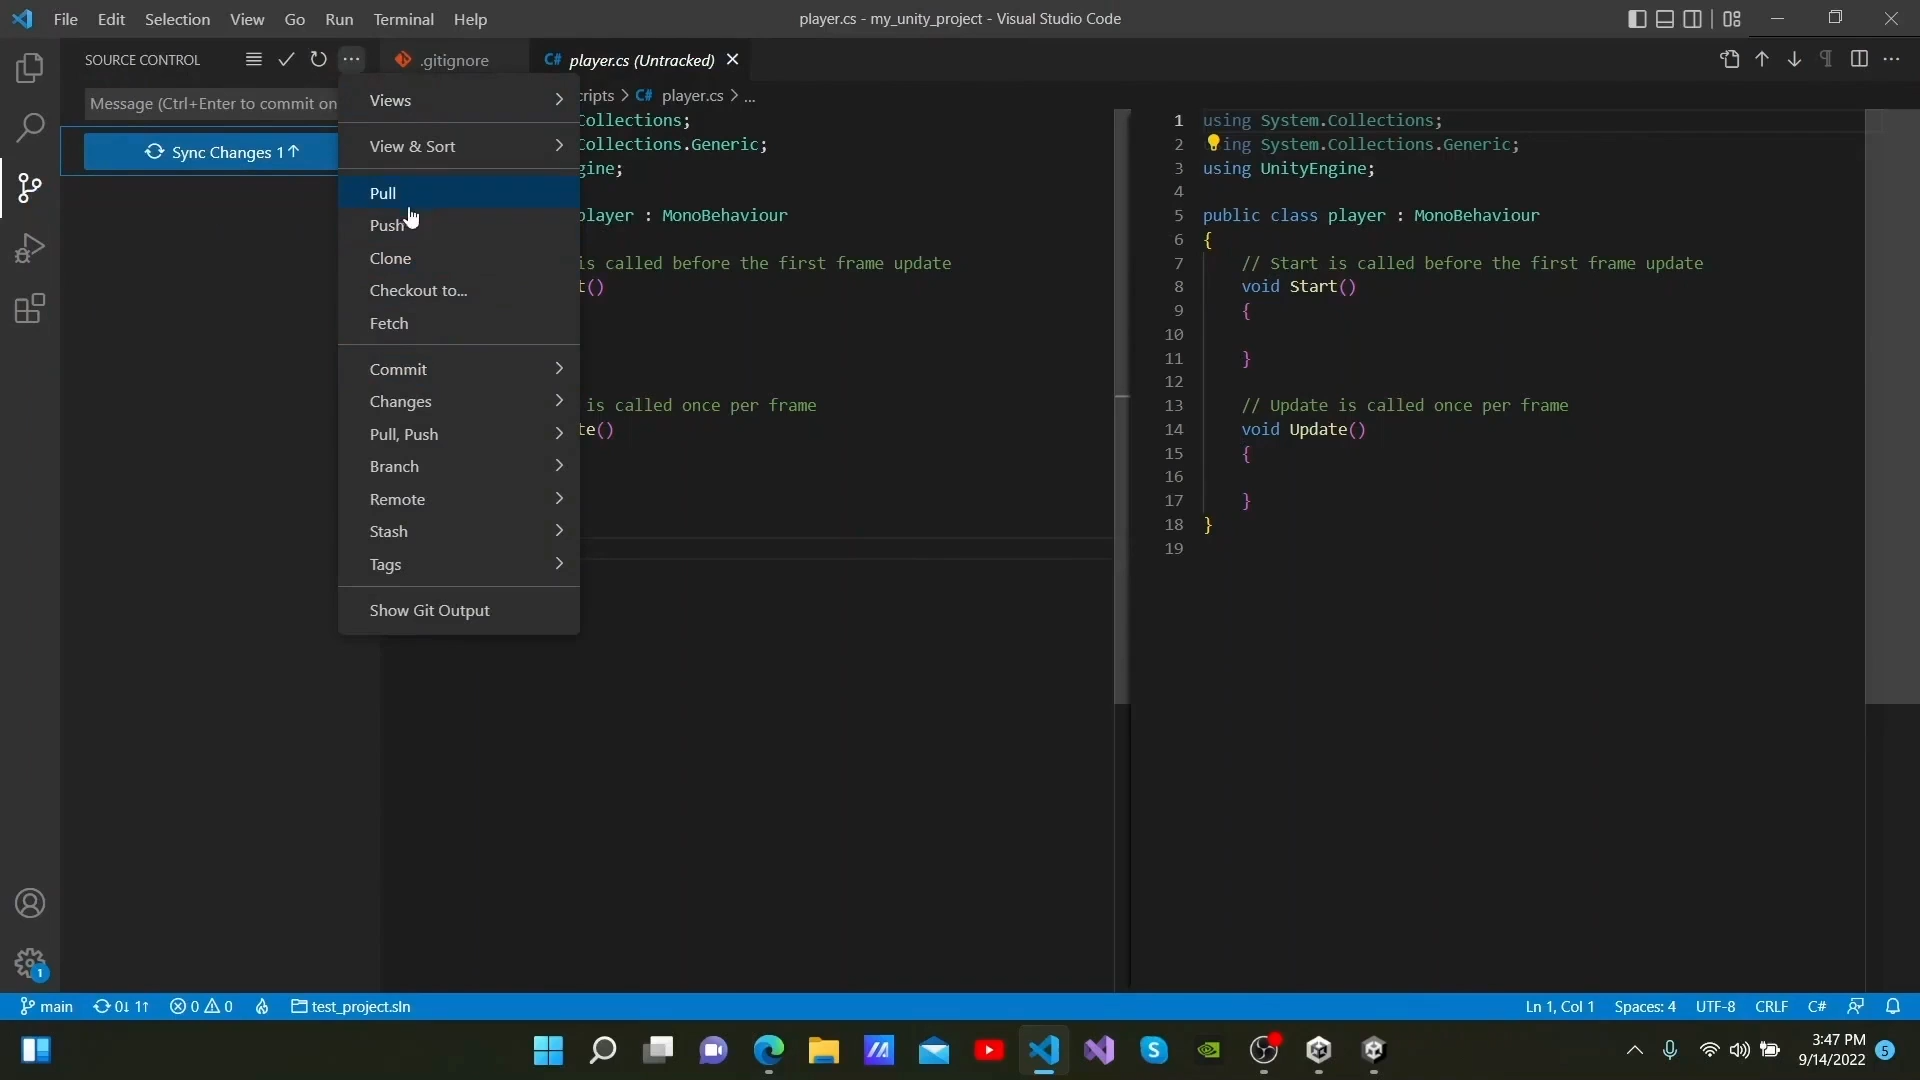 File Edit Selection View Go Run Terminal Help
player.cs - my_unity_project - Visual Studio Code
SOURCE CONTROL
.gitignore
C# player.cs (Untracked)
Message (Ctrl+Enter to commit on
Sync Changes 1↑
Views
View & Sort
Pull
Push
Clone
Checkout to...
Fetch
Commit
Changes
Pull, Push
Branch
Remote
Stash
Tags
Show Git Output
cripts > C# player.cs > ...
Collections;
Collections.Generic;
gine;
player : MonoBehaviour
is called before the first frame update
t()
is called once per frame
te()
1 using System.Collections;
2 ing System.Collections.Generic;
3 using UnityEngine;
4
5 public class player : MonoBehaviour
6 {
7 // Start is called before the first frame update
8 void Start()
9 {
10
11 }
12
13 // Update is called once per frame
14 void Update()
15 {
16
17 }
18 }
19
1
main 0↓ 1↑ 0 0 test_project.sln
Ln 1, Col 1 Spaces: 4 UTF-8 CRLF C#
3:47 PM
9/14/2022
5